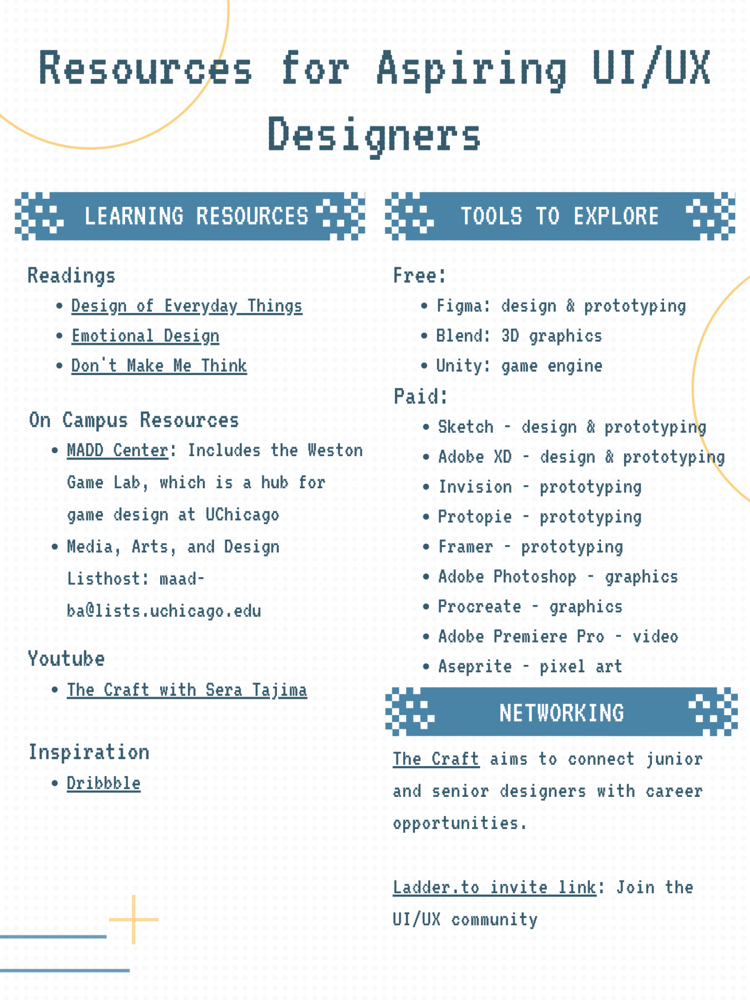 Resources for Aspiring UI/UX
Designers
LEARNING RESOURCES
Readings
• Design of Everyday Things
• Emotional Design
• Don't Make Me Think
On Campus Resources
• MADD Center: Includes the Weston
Game Lab, which is a hub for
game design at UChicago
• Media, Arts, and Design
Listhost: maad-
ba@lists.uchicago.edu
Youtube
• The Craft with Sera Tajima
Inspiration
• Dribbble
TOOLS TO EXPLORE
Free:
• Figma: design & prototyping
• Blend: 3D graphics
• Unity: game engine
Paid:
• Sketch - design & prototyping
• Adobe XD - design & prototyping
• Invision - prototyping
• Protopie - prototyping
• Framer - prototyping
• Adobe Photoshop - graphics
• Procreate - graphics
• Adobe Premiere Pro - video
• Aseprite - pixel art
NETWORKING
The Craft aims to connect junior
and senior designers with career
opportunities.
Ladder.to invite link: Join the
UI/UX community